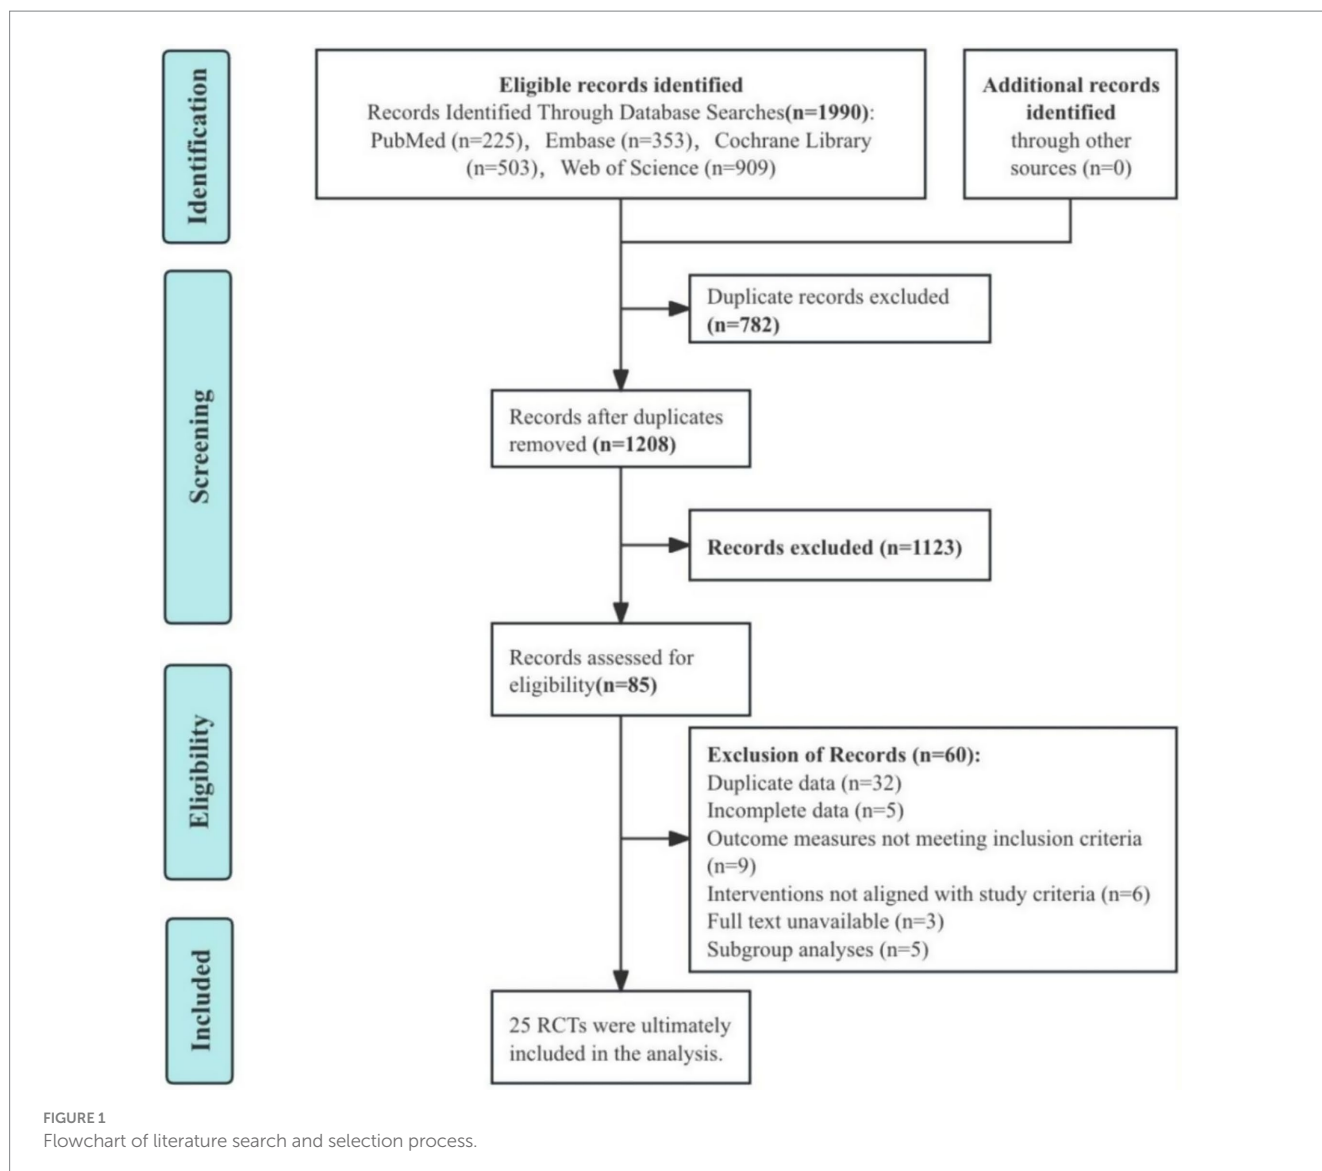 Identification
Eligible records identified
Records Identified Through Database Searches(n=1990):
PubMed (n=225), Embase (n=353), Cochrane Library
(n=503), Web of Science (n=909)
Additional records
identified
through other
sources (n=0)
Screening
Duplicate records excluded
(n=782)
Records after duplicates
removed (n=1208)
Records excluded (n=1123)
Records assessed for
eligibility(n=85)
Eligibility
Exclusion of Records (n=60):
Duplicate data (n=32)
Incomplete data (n=5)
Outcome measures not meeting inclusion criteria
(n=9)
Interventions not aligned with study criteria (n=6)
Full text unavailable (n=3)
Subgroup analyses (n=5)
Included
25 RCTs were ultimately
included in the analysis.
FIGURE 1
Flowchart of literature search and selection process.